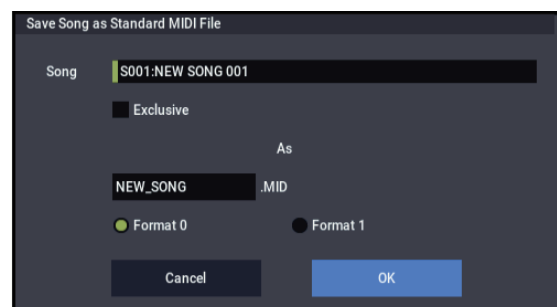 Save Song as Standard MIDI File
Song S001:NEW SONG 001
Exclusive
As
NEW_SONG .MID
Format 0 Format 1
Cancel OK